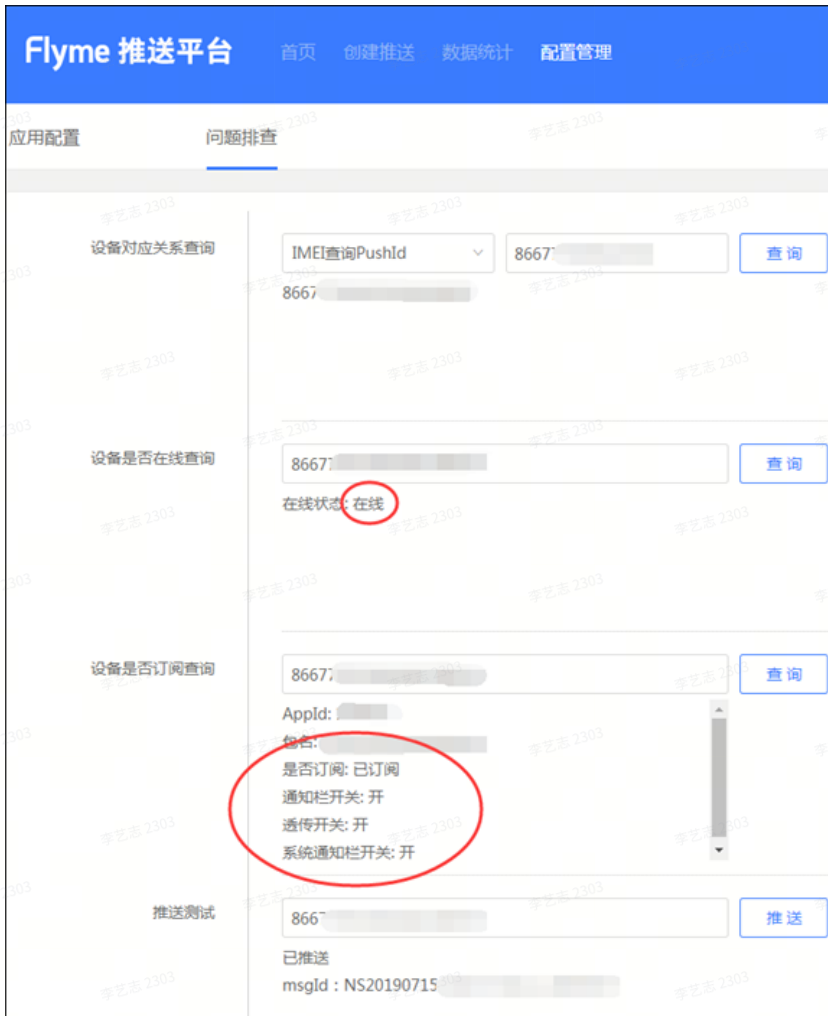 Flyme 推送平台 首页 创建推送 数据统计 配置管理
应用配置 问题排查
设备对应关系查询 IMEI查询PushId 8667 查 询
8667
设备是否在线查询 8667 查 询
在线状态: 在线
设备是否订阅查询 8667 查 询
AppId:
包名:
是否订阅: 已订阅
通知栏开关: 开
透传开关: 开
系统通知栏开关: 开
推送测试 866 推 送
已推送
msgId：NS20190715
李艺志 2303